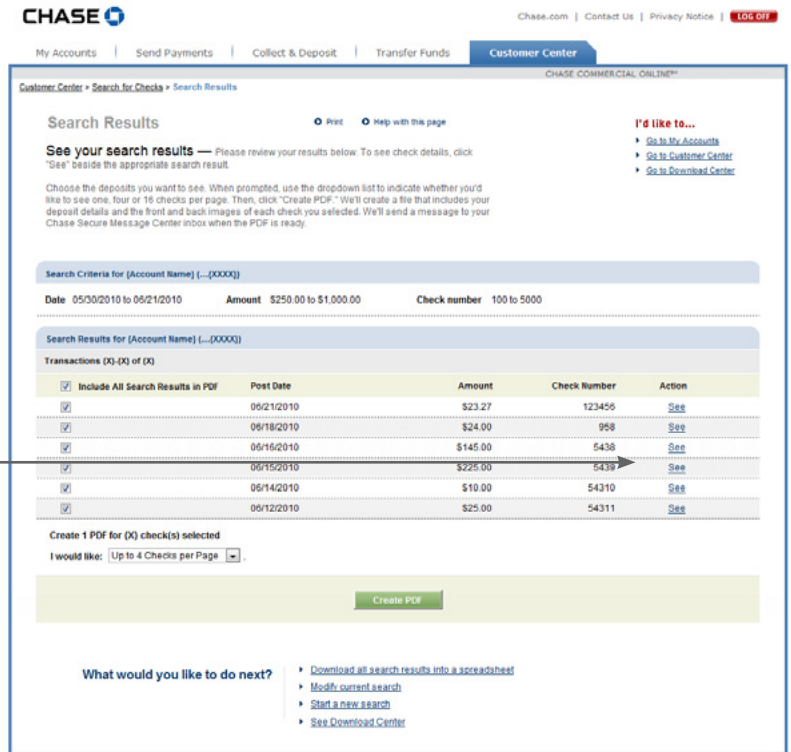 CHASE
Chase.com | Contact Us | Privacy Notice | LOG OFF
My Accounts | Send Payments | Collect & Deposit | Transfer Funds Customer Center
CHASE COMMERCIAL ONLINE℠
Customer Center > Search for Checks > Search Results
Search Results Print Help with this page
I'd like to...
See your search results — Please review your results below. To see check details, click
"See" beside the appropriate search result.
Go to My Accounts
Go to Customer Center
Go to Download Center
Choose the deposits you want to see. When prompted, use the dropdown list to indicate whether you'd
like to see one, four or 16 checks per page. Then, click "Create PDF." We'll create a file that includes your
deposit details and the front and back images of each check you selected. We'll send a message to your
Chase Secure Message Center inbox when the PDF is ready.
Search Criteria for {Account Name} (...{XXXX})
Date 05/30/2010 to 06/21/2010 Amount $250.00 to $1,000.00 Check number 100 to 5000
Search Results for {Account Name} (...{XXXX})
Transactions {X}-{X} of {X}
Include All Search Results in PDF Post Date Amount Check Number Action
06/21/2010 $23.27 123456 See
06/18/2010 $24.00 958 See
06/16/2010 $145.00 5438 See
06/15/2010 $225.00 5439 See
06/14/2010 $10.00 54310 See
06/12/2010 $25.00 54311 See
Create 1 PDF for {X} check(s) selected
I would like: Up to 4 Checks per Page .
Create PDF
What would you like to do next?
Download all search results into a spreadsheet
Modify current search
Start a new search
See Download Center